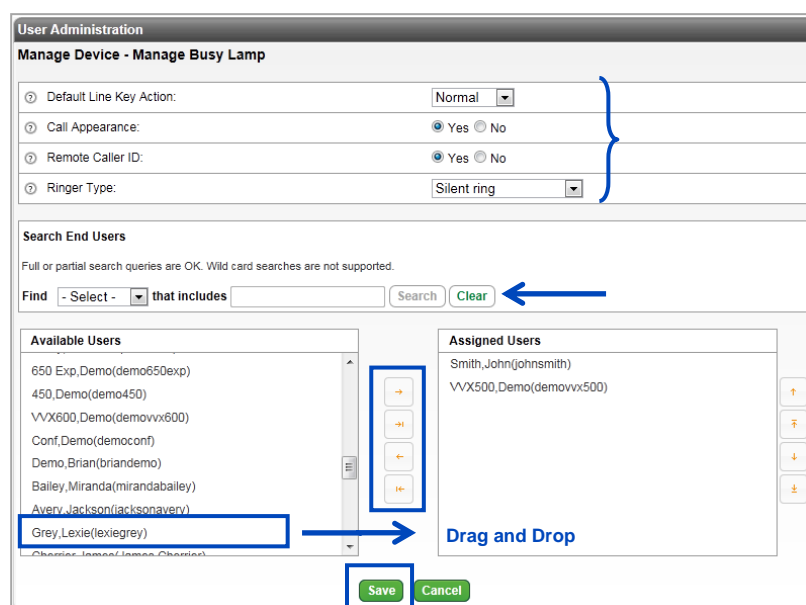 User Administration
Manage Device - Manage Busy Lamp
Default Line Key Action: Normal
Call Appearance: Yes No
Remote Caller ID: Yes No
Ringer Type: Silent ring
Search End Users
Full or partial search queries are OK. Wild card searches are not supported.
Find - Select - that includes Search Clear
Available Users
650 Exp,Demo(demo650exp)
450,Demo(demo450)
VVX600,Demo(demovvx600)
Conf,Demo(democonf)
Demo,Brian(briandemo)
Bailey,Miranda(mirandabailey)
Avery,Jackson(jacksonavery)
Grey,Lexie(lexiegrey)
Cherrier,James(James.Cherrier)
Assigned Users
Smith,John(johnsmith)
VVX500,Demo(demovvx500)
Drag and Drop
Save Cancel